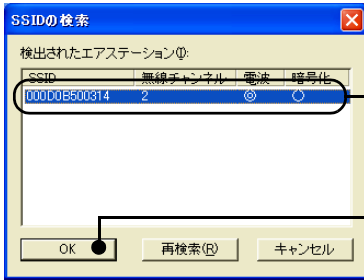 SSIDの検索
検出されたエアステーション(I):
SSID 無線チャンネル 電波 暗号化
000D0B500314 2 ◎ ○
OK 再検索(R) キャンセル